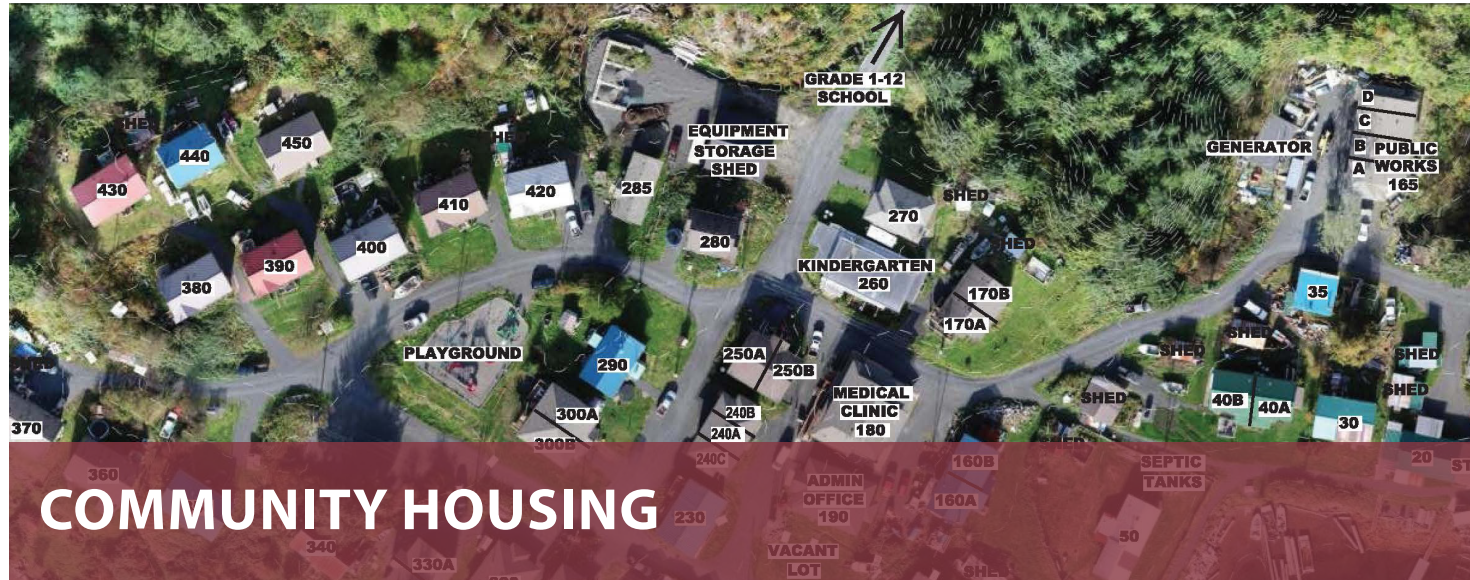 GRADE 1-12
SCHOOL
D
C
B
A
PUBLIC
WORKS
165
GENERATOR
EQUIPMENT
STORAGE
SHED
450
440
430
420
410
285
280
270
SHED
SHED
KINDERGARTEN
260
400
390
380
170B
170A
35
SHED
SHED
SHED
SHED
SHED
PLAYGROUND
290
250A
250B
300A
300B
240B
240A
240C
MEDICAL
CLINIC
180
40B
40A
30
370
SHED
20
360
160B
160A
SEPTIC
TANKS
ADMIN
OFFICE
190
COMMUNITY HOUSING
230
50
340
330A
VACANT
LOT